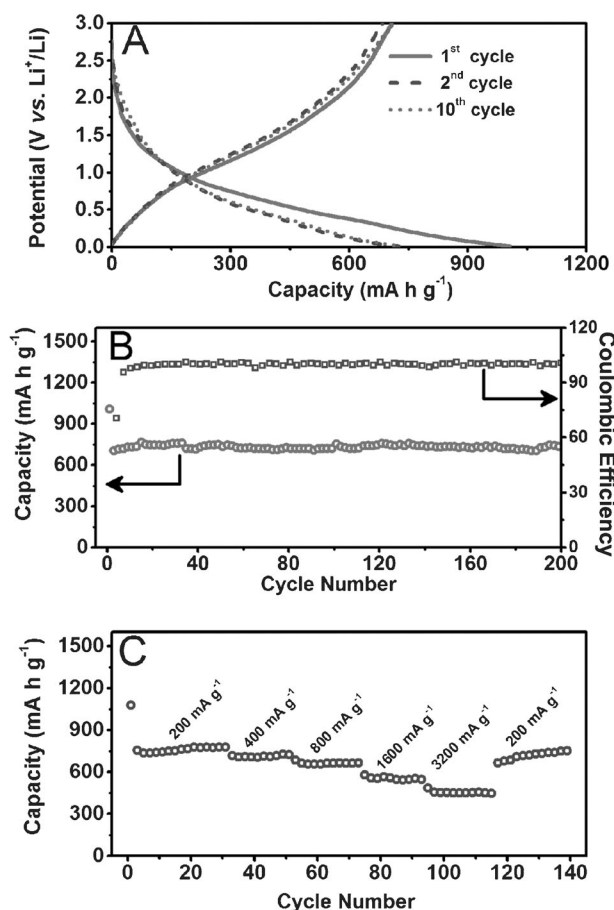 A
Potential (V vs. Li⁺/Li)
3.0
2.5
2.0
1.5
1.0
0.5
0.0
1ˢᵗ cycle
2ⁿᵈ cycle
10ᵗʰ cycle
0 300 600 900 1200
Capacity (mA h g⁻¹)
B
Capacity (mA h g⁻¹)
1500
1200
900
600
300
0
120
90
60
30
0
Coulombic Efficiency
0 40 80 120 160 200
Cycle Number
C
Capacity (mA h g⁻¹)
1500
1200
900
600
300
0
200 mA g⁻¹
400 mA g⁻¹
800 mA g⁻¹
1600 mA g⁻¹
3200 mA g⁻¹
200 mA g⁻¹
0 20 40 60 80 100 120 140
Cycle Number